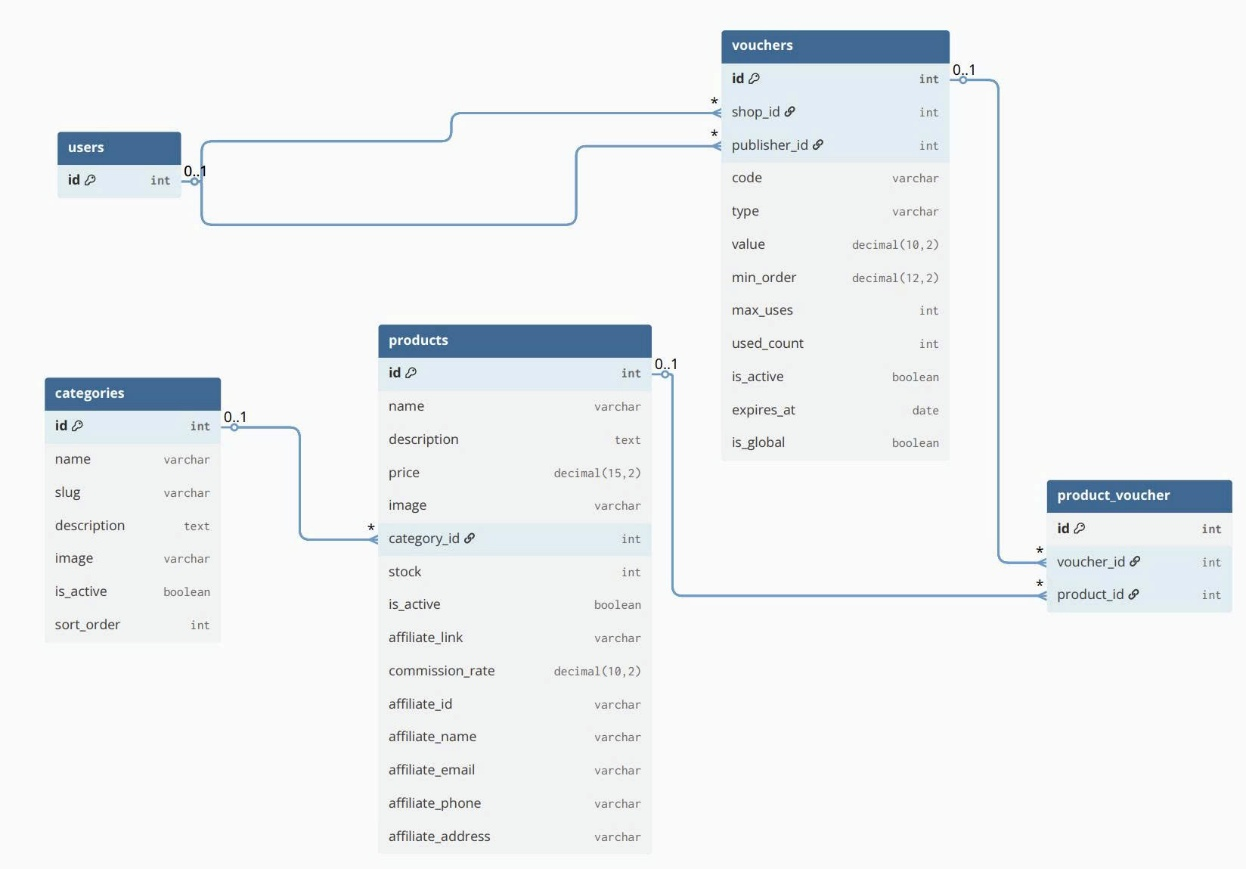 vouchers
id int
shop_id int
publisher_id int
code varchar
type varchar
value decimal(10,2)
min_order decimal(12,2)
max_uses int
used_count int
is_active boolean
expires_at date
is_global boolean
0..1
*
*
users
id int
0..1
products
id int
name varchar
description text
price decimal(15,2)
image varchar
category_id int
stock int
is_active boolean
affiliate_link varchar
commission_rate decimal(10,2)
affiliate_id varchar
affiliate_name varchar
affiliate_email varchar
affiliate_phone varchar
affiliate_address varchar
0..1
*
categories
id int
name varchar
slug varchar
description text
image varchar
is_active boolean
sort_order int
0..1
product_voucher
id int
voucher_id int
product_id int
*
*